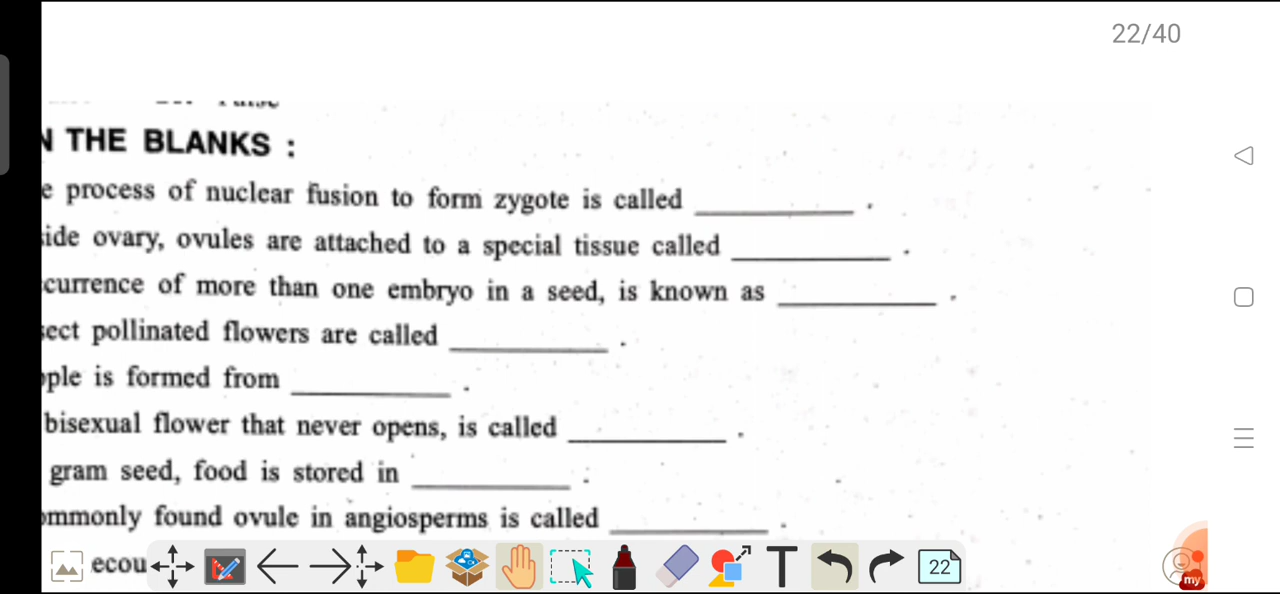 22/40
N THE BLANKS :
e process of nuclear fusion to form zygote is called __________ .
ide ovary, ovules are attached to a special tissue called __________ .
currence of more than one embryo in a seed, is known as __________ .
sect pollinated flowers are called __________ .
ple is formed from __________ .
bisexual flower that never opens, is called __________ .
gram seed, food is stored in __________ .
ommonly found ovule in angiosperms is called __________ .
ecou
T
22
my